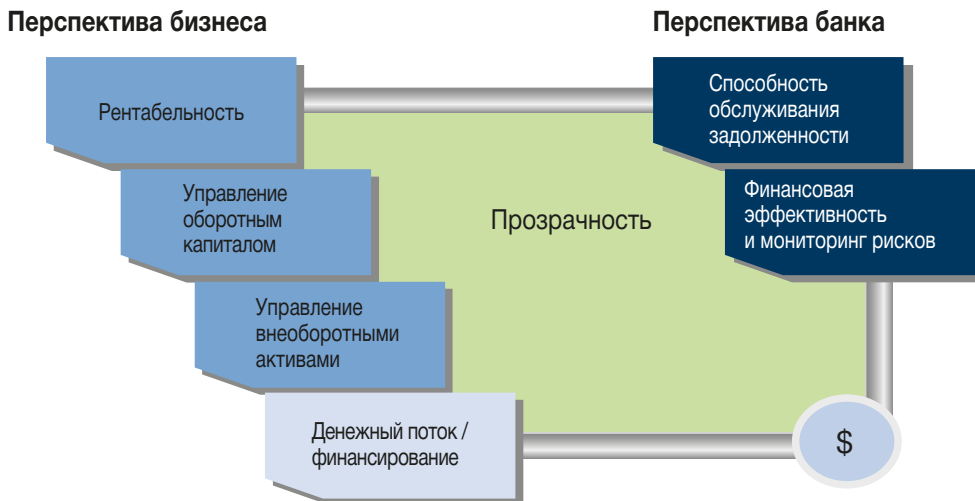 Перспектива бизнеса
Перспектива банка
Рентабельность
Управление
оборотным
капиталом
Управление
внеоборотными
активами
Денежный поток /
финансирование
Прозрачность
Способность
обслуживания
задолженности
Финансовая
эффективность
и мониторинг рисков
$